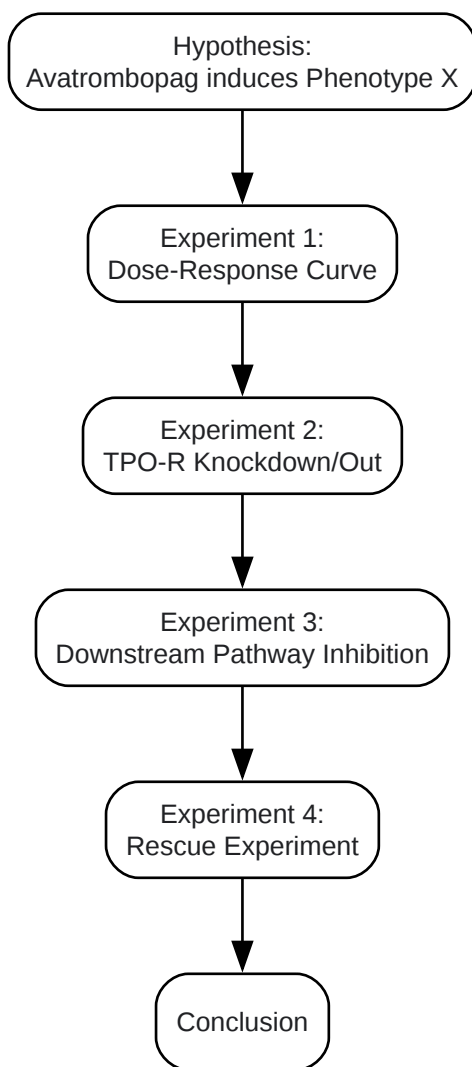 Hypothesis:
Avatrombopag induces Phenotype X
Experiment 1:
Dose-Response Curve
Experiment 2:
TPO-R Knockdown/Out
Experiment 3:
Downstream Pathway Inhibition
Experiment 4:
Rescue Experiment
Conclusion